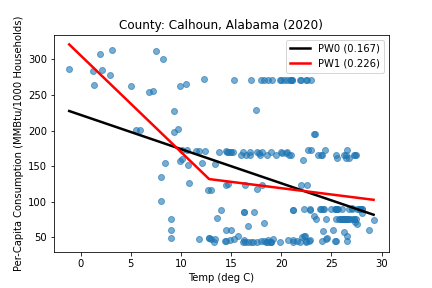 County: Calhoun, Alabama (2020)
Per-Capita Consumption (MMBtu/1000 Households)
300
250
200
150
100
50
PW0 (0.167)
PW1 (0.226)
0 5 10 15 20 25 30
Temp (deg C)